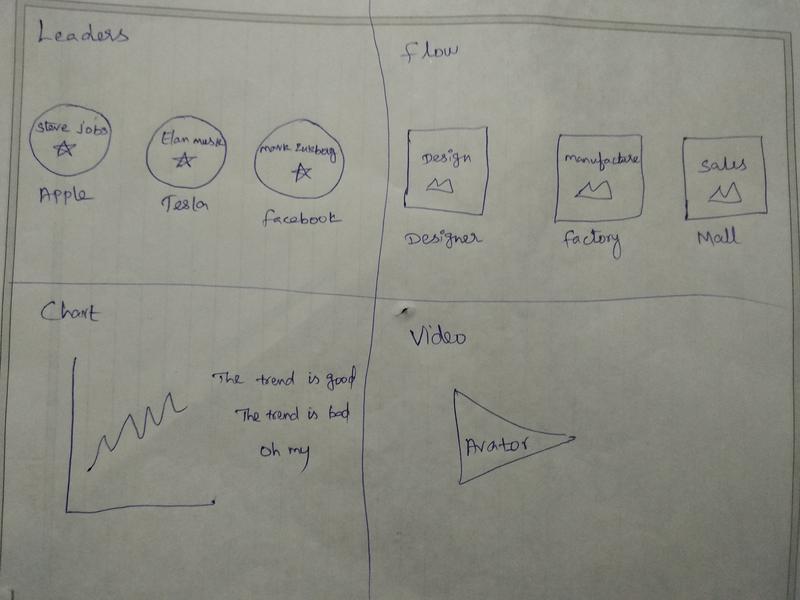 Leaders
Steve Jobs
Elan musk
mark zukberg
Apple
Tesla
facebook
flow
Design
manufacture
Sales
Designer
factory
Mall
Chart
The trend is good
The trend is bad
Oh my
Video
Avator